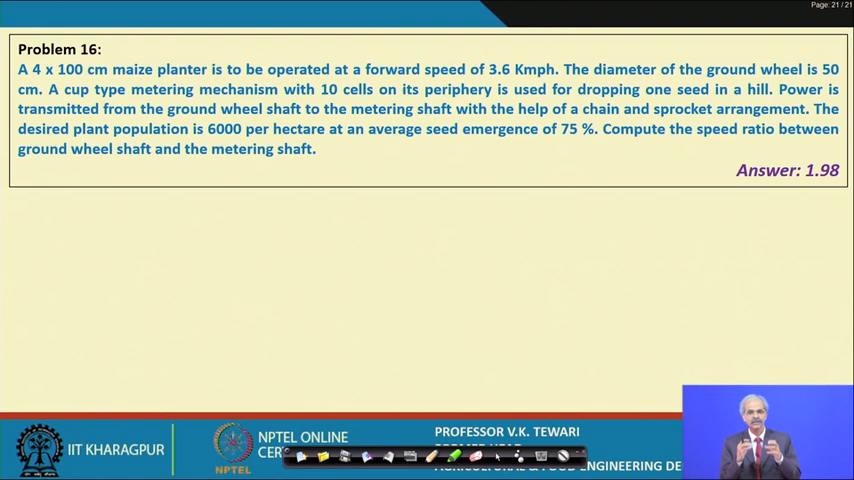 Page: 21 / 21
Problem 16:
A 4 x 100 cm maize planter is to be operated at a forward speed of 3.6 Kmph. The diameter of the ground wheel is 50
cm. A cup type metering mechanism with 10 cells on its periphery is used for dropping one seed in a hill. Power is
transmitted from the ground wheel shaft to the metering shaft with the help of a chain and sprocket arrangement. The
desired plant population is 6000 per hectare at an average seed emergence of 75 %. Compute the speed ratio between
ground wheel shaft and the metering shaft.
Answer: 1.98
IIT KHARAGPUR
NPTEL
NPTEL ONLINE
PROFESSOR V.K. TEWARI
ENGINEERING